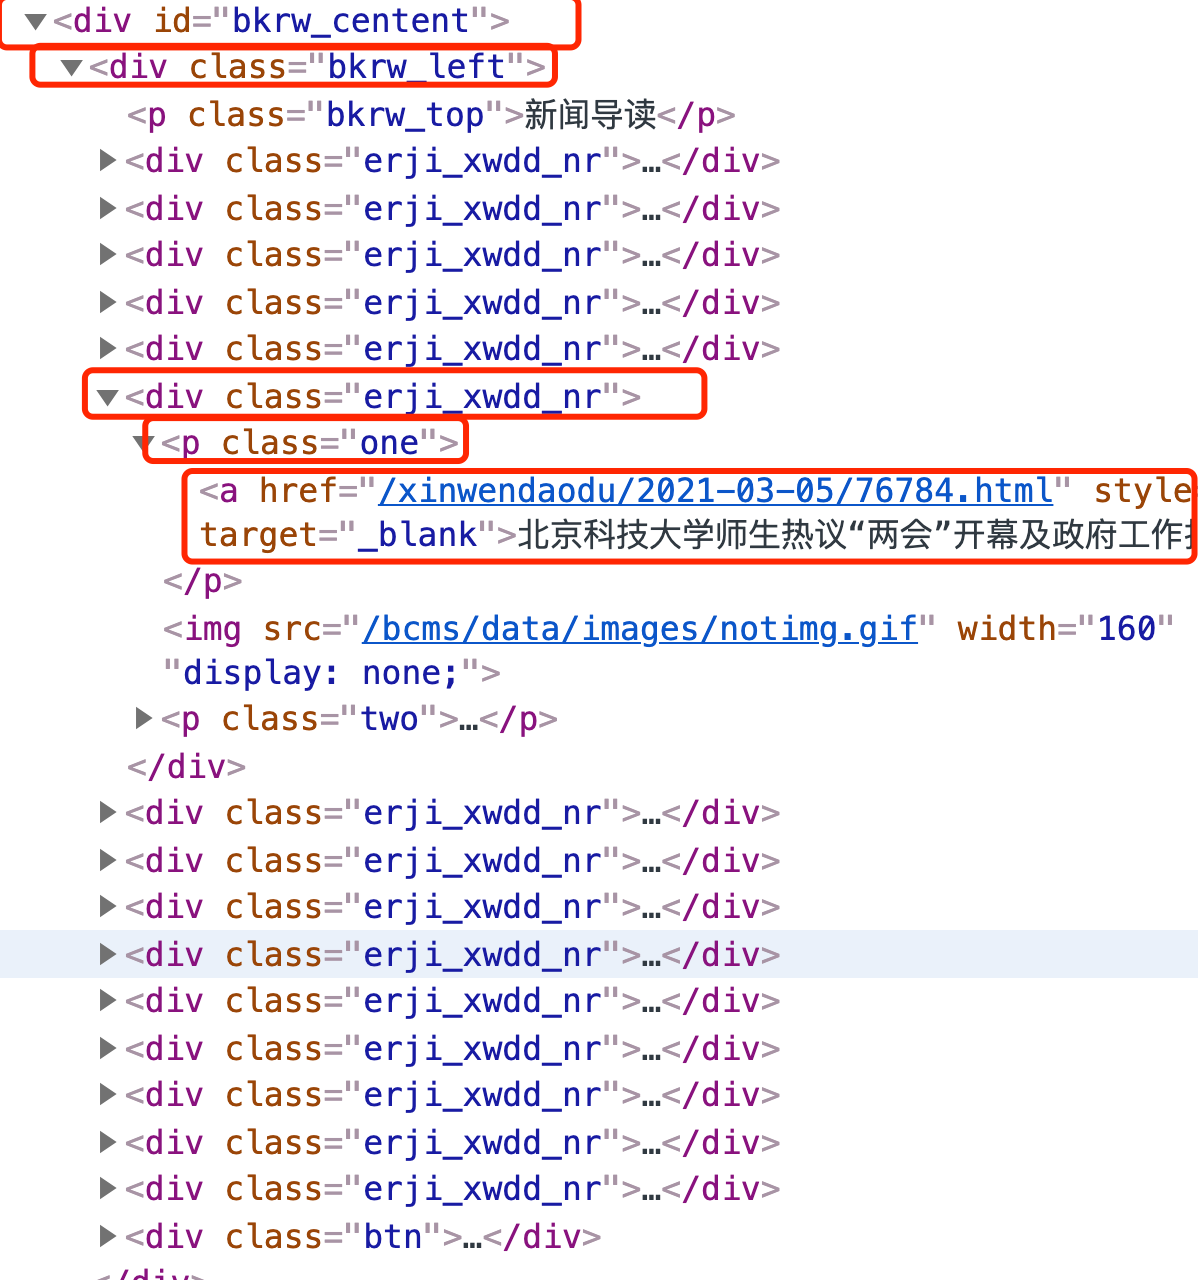 ▼<div id="bkrw_centent">
▼<div class="bkrw_left">
<p class="bkrw_top">新闻导读</p>
▶<div class="erji_xwdd_nr">…</div>
▶<div class="erji_xwdd_nr">…</div>
▶<div class="erji_xwdd_nr">…</div>
▶<div class="erji_xwdd_nr">…</div>
▶<div class="erji_xwdd_nr">…</div>
▼<div class="erji_xwdd_nr">
▼<p class="one">
<a href="/xinwendaodu/2021-03-05/76784.html" style
target="_blank">北京科技大学师生热议“两会”开幕及政府工作
</p>
<img src="/bcms/data/images/notimg.gif" width="160"
"display: none;">
▶<p class="two">…</p>
</div>
▶<div class="erji_xwdd_nr">…</div>
▶<div class="erji_xwdd_nr">…</div>
▶<div class="erji_xwdd_nr">…</div>
▶<div class="erji_xwdd_nr">…</div>
▶<div class="erji_xwdd_nr">…</div>
▶<div class="erji_xwdd_nr">…</div>
▶<div class="erji_xwdd_nr">…</div>
▶<div class="erji_xwdd_nr">…</div>
▶<div class="erji_xwdd_nr">…</div>
▶<div class="btn">…</div>
</div>